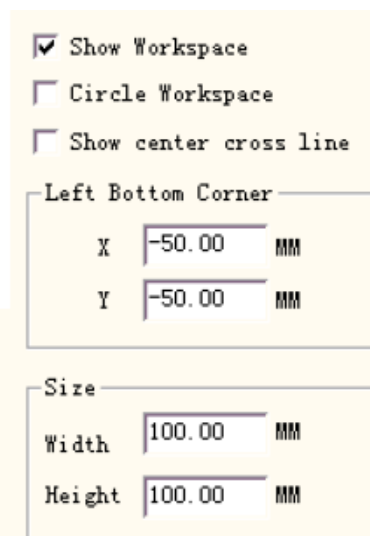 Show Workspace
Circle Workspace
Show center cross line
Left Bottom Corner
X -50.00 MM
Y -50.00 MM
Size
Width 100.00 MM
Height 100.00 MM